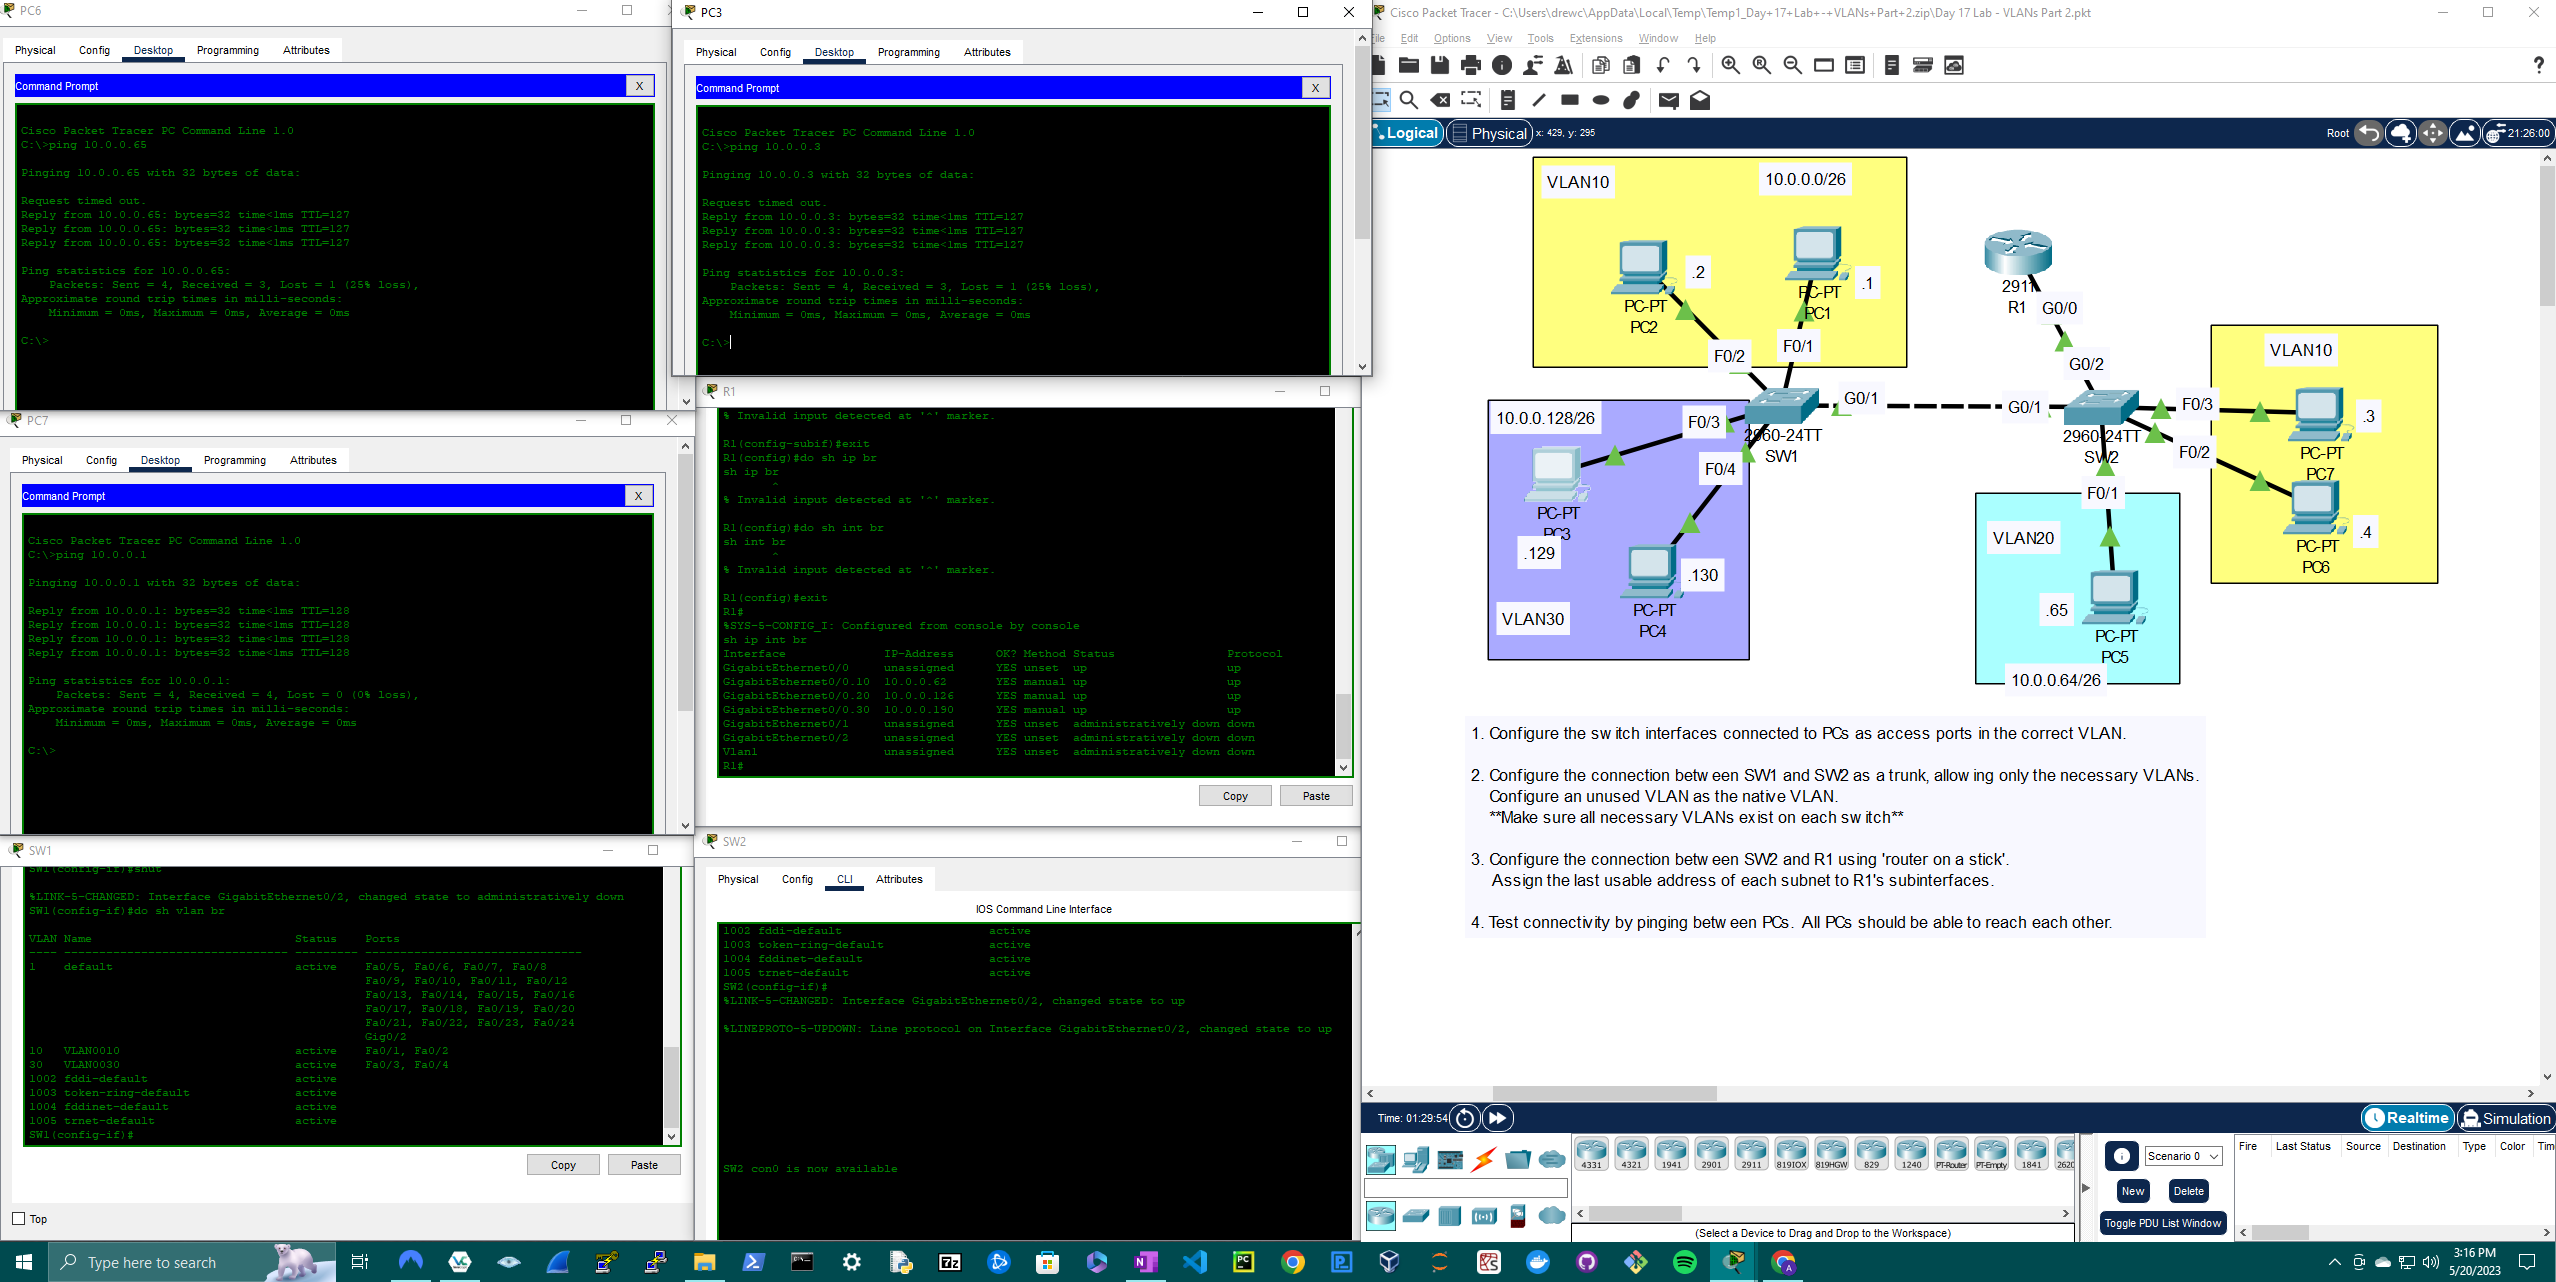 PC6
Physical Config Desktop Programming Attributes
Command Prompt
X
Cisco Packet Tracer PC Command Line 1.0
C:\>ping 10.0.0.65
Pinging 10.0.0.65 with 32 bytes of data:
Request timed out.
Reply from 10.0.0.65: bytes=32 time<1ms TTL=127
Reply from 10.0.0.65: bytes=32 time<1ms TTL=127
Reply from 10.0.0.65: bytes=32 time<1ms TTL=127
Ping statistics for 10.0.0.65:
Packets: Sent = 4, Received = 3, Lost = 1 (25% loss),
Approximate round trip times in milli-seconds:
Minimum = 0ms, Maximum = 0ms, Average = 0ms
C:\>
PC3
Physical Config Desktop Programming Attributes
Command Prompt
X
Cisco Packet Tracer PC Command Line 1.0
C:\>ping 10.0.0.3
Pinging 10.0.0.3 with 32 bytes of data:
Request timed out.
Reply from 10.0.0.3: bytes=32 time<1ms TTL=127
Reply from 10.0.0.3: bytes=32 time<1ms TTL=127
Reply from 10.0.0.3: bytes=32 time<1ms TTL=127
Ping statistics for 10.0.0.3:
Packets: Sent = 4, Received = 3, Lost = 1 (25% loss),
Approximate round trip times in milli-seconds:
Minimum = 0ms, Maximum = 0ms, Average = 0ms
C:\>
PC7
Physical Config Desktop Programming Attributes
Command Prompt
X
Cisco Packet Tracer PC Command Line 1.0
C:\>ping 10.0.0.1
Pinging 10.0.0.1 with 32 bytes of data:
Reply from 10.0.0.1: bytes=32 time<1ms TTL=128
Reply from 10.0.0.1: bytes=32 time<1ms TTL=128
Reply from 10.0.0.1: bytes=32 time<1ms TTL=128
Reply from 10.0.0.1: bytes=32 time<1ms TTL=128
Ping statistics for 10.0.0.1:
Packets: Sent = 4, Received = 4, Lost = 0 (0% loss),
Approximate round trip times in milli-seconds:
Minimum = 0ms, Maximum = 0ms, Average = 0ms
C:\>
R1
% Invalid input detected at '^' marker.
R1(config-subif)#exit
R1(config)#do sh ip br
sh ip br
^
% Invalid input detected at '^' marker.
R1(config)#do sh int br
sh int br
^
% Invalid input detected at '^' marker.
R1(config)#exit
R1#
%SYS-5-CONFIG_I: Configured from console by console
sh ip int br
Interface IP-Address OK? Method Status Protocol
GigabitEthernet0/0 unassigned YES unset up up
GigabitEthernet0/0.10 10.0.0.62 YES manual up up
GigabitEthernet0/0.20 10.0.0.126 YES manual up up
GigabitEthernet0/0.30 10.0.0.190 YES manual up up
GigabitEthernet0/1 unassigned YES unset administratively down down
GigabitEthernet0/2 unassigned YES unset administratively down down
Vlan1 unassigned YES unset administratively down down
R1#
Copy Paste
SW1
SW1(config-if)#shut
%LINK-5-CHANGED: Interface GigabitEthernet0/2, changed state to administratively down
SW1(config-if)#do sh vlan br
VLAN Name Status Ports
---- -------------------------------- --------- -------------------------------
1 default active Fa0/5, Fa0/6, Fa0/7, Fa0/8
Fa0/9, Fa0/10, Fa0/11, Fa0/12
Fa0/13, Fa0/14, Fa0/15, Fa0/16
Fa0/17, Fa0/18, Fa0/19, Fa0/20
Fa0/21, Fa0/22, Fa0/23, Fa0/24
Gig0/2
10 VLAN0010 active Fa0/1, Fa0/2
30 VLAN0030 active Fa0/3, Fa0/4
1002 fddi-default active
1003 token-ring-default active
1004 fddinet-default active
1005 trnet-default active
SW1(config-if)#
Copy Paste
Top
SW2
Physical Config CLI Attributes
IOS Command Line Interface
1002 fddi-default active
1003 token-ring-default active
1004 fddinet-default active
1005 trnet-default active
SW2(config-if)#
%LINK-5-CHANGED: Interface GigabitEthernet0/2, changed state to up
%LINEPROTO-5-UPDOWN: Line protocol on Interface GigabitEthernet0/2, changed state to up
SW2 con0 is now available
Cisco Packet Tracer - C:\Users\drewc\AppData\Local\Temp\Temp1_Day+17+Lab+-+VLANs+Part+2.zip\Day 17 Lab - VLANs Part 2.pkt
ile Edit Options View Tools Extensions Window Help
?
Logical Physical x: 429, y: 295
Root 21:26:00
VLAN10 10.0.0.0/26
.2
PC-PT
PC2
.1
PC-PT
PC1
F0/2 F0/1
2911
R1
G0/0
G0/2
VLAN10
10.0.0.128/26
F0/3
F0/4
G0/1
2960-24TT
SW1
G0/1
2960-24TT
SW2
F0/3
F0/2
F0/1
.3
PC-PT
PC7
.4
PC-PT
PC6
PC-PT
PC3
.129
.130
PC-PT
PC4
VLAN30
VLAN20
.65
PC-PT
PC5
10.0.0.64/26
1. Configure the switch interfaces connected to PCs as access ports in the correct VLAN.
2. Configure the connection between SW1 and SW2 as a trunk, allowing only the necessary VLANs.
Configure an unused VLAN as the native VLAN.
**Make sure all necessary VLANs exist on each switch**
3. Configure the connection between SW2 and R1 using 'router on a stick'.
Assign the last usable address of each subnet to R1's subinterfaces.
4. Test connectivity by pinging between PCs. All PCs should be able to reach each other.
Time: 01:29:54
Realtime Simulation
4331 4321 1941 2901 2911 819IOX 819HGW 829 1240 PT-Router PT-Empty 1841 2620
(Select a Device to Drag and Drop to the Workspace)
Scenario 0
New Delete
Toggle PDU List Window
Fire Last Status Source Destination Type Color Tim
Type here to search
3:16 PM
5/20/2023